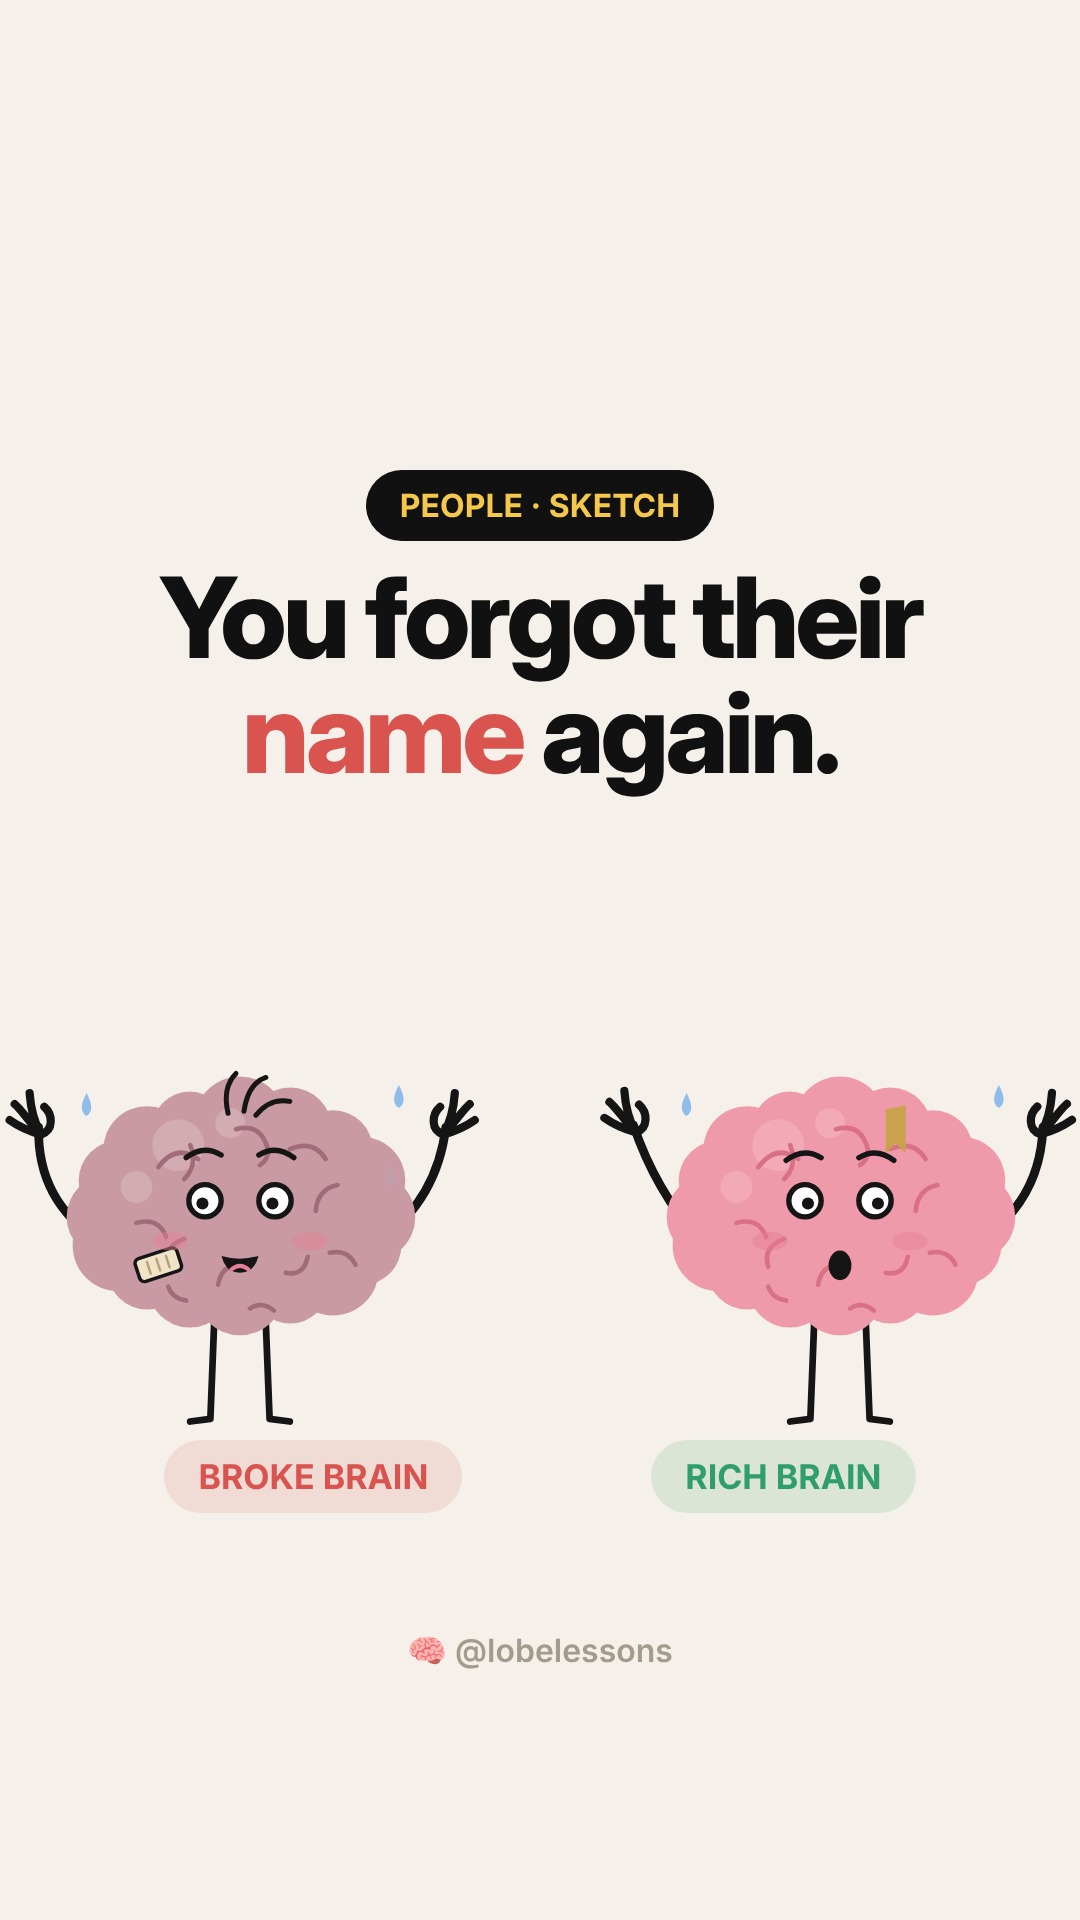 PEOPLE · SKETCH
You forgot their
name again.
BROKE BRAIN
RICH BRAIN
🧠 @lobelessons